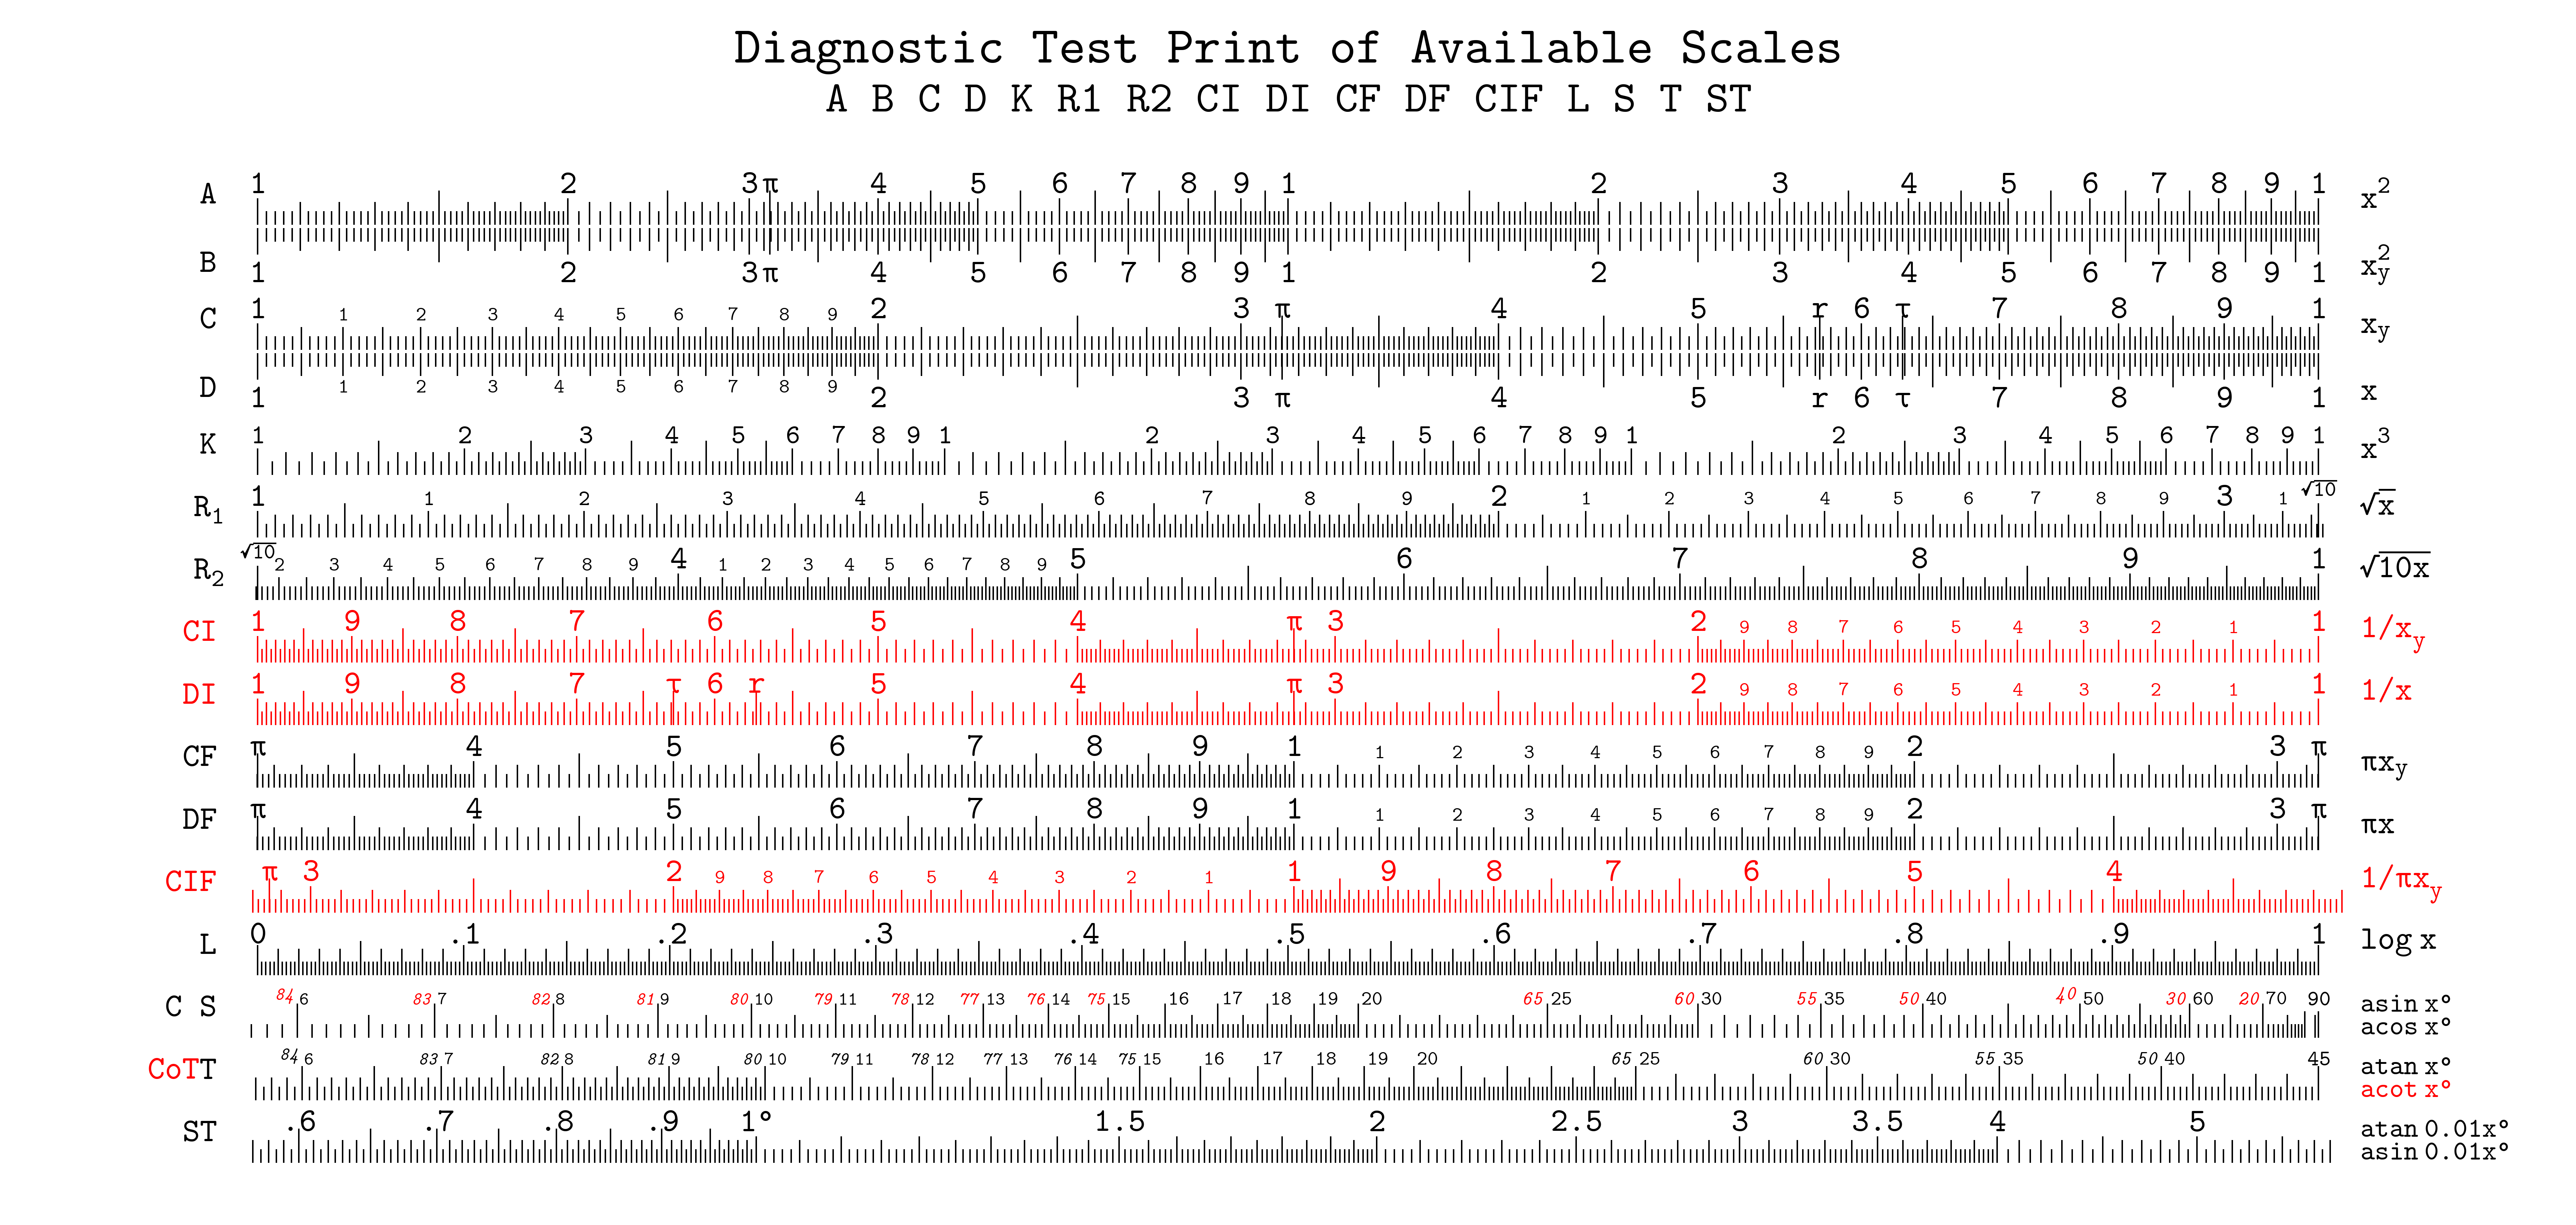 Diagnostic Test Print of Available Scales
A B C D K R1 R2 CI DI CF DF CIF L S T ST
A 1 2 3 π 4 5 6 7 8 9 1 2 3 4 5 6 7 8 9 1 x²
B 1 2 3 π 4 5 6 7 8 9 1 2 3 4 5 6 7 8 9 1 x²y
C 1 1 2 3 4 5 6 7 8 9 2 3 π 4 5 r 6 τ 7 8 9 1 xy
D 1 1 2 3 4 5 6 7 8 9 2 3 π 4 5 r 6 τ 7 8 9 1 x
K 1 2 3 4 5 6 7 8 9 1 2 3 4 5 6 7 8 9 1 2 3 4 5 6 7 8 9 1 x³
R₁ 1 1 2 3 4 5 6 7 8 9 2 1 2 3 4 5 6 7 8 9 3 1 √10 √x
R₂ √10 2 3 4 5 6 7 8 9 4 1 2 3 4 5 6 7 8 9 5 6 7 8 9 1 √10x
CI 1 9 8 7 6 5 4 π 3 2 9 8 7 6 5 4 3 2 1 1 1/xy
DI 1 9 8 7 τ 6 r 5 4 π 3 2 9 8 7 6 5 4 3 2 1 1 1/x
CF π 4 5 6 7 8 9 1 1 2 3 4 5 6 7 8 9 2 3 π πxy
DF π 4 5 6 7 8 9 1 1 2 3 4 5 6 7 8 9 2 3 π πx
CIF π 3 2 9 8 7 6 5 4 3 2 1 1 9 8 7 6 5 4 1/πxy
L 0 .1 .2 .3 .4 .5 .6 .7 .8 .9 1 log x
C S 84 6 83 7 82 8 81 9 80 10 79 11 78 12 77 13 76 14 75 15 16 17 18 19 20 65 25 60 30 55 35 50 40 40 50 30 60 20 70 90 asin x°
acos x°
CoT T 84 6 83 7 82 8 81 9 80 10 79 11 78 12 77 13 76 14 75 15 16 17 18 19 20 65 25 60 30 55 35 50 40 45 atan x°
acot x°
ST .6 .7 .8 .9 1° 1.5 2 2.5 3 3.5 4 5 atan 0.01x°
asin 0.01x°